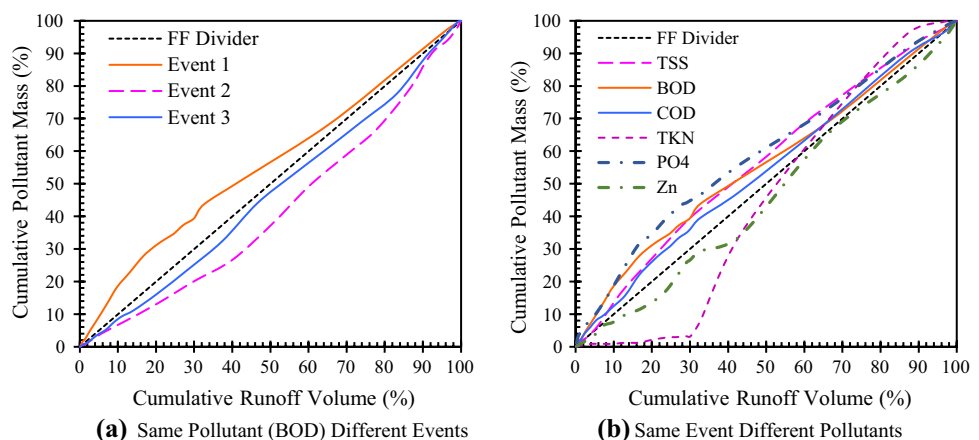 Cumulative Pollutant Mass (%)
100
90
80
70
60
50
40
30
20
10
0
FF Divider
Event 1
Event 2
Event 3
0 10 20 30 40 50 60 70 80 90 100
Cumulative Runoff Volume (%)
(a) Same Pollutant (BOD) Different Events
Cumulative Pollutant Mass (%)
100
90
80
70
60
50
40
30
20
10
0
FF Divider
TSS
BOD
COD
TKN
PO4
Zn
0 10 20 30 40 50 60 70 80 90 100
Cumulative Runoff Volume (%)
(b) Same Event Different Pollutants